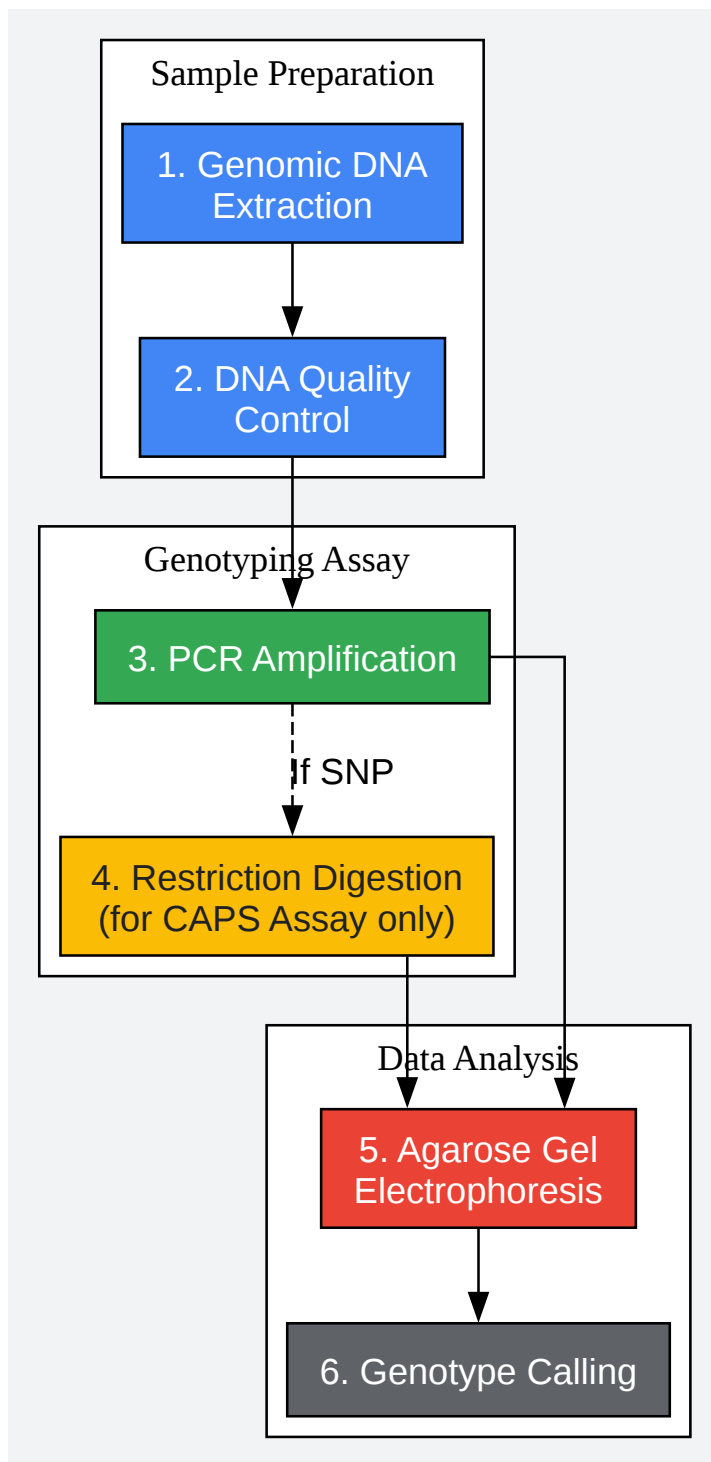 Sample Preparation
1. Genomic DNA
Extraction
2. DNA Quality
Control
Genotyping Assay
3. PCR Amplification
If SNP
4. Restriction Digestion
(for CAPS Assay only)
Data Analysis
5. Agarose Gel
Electrophoresis
6. Genotype Calling